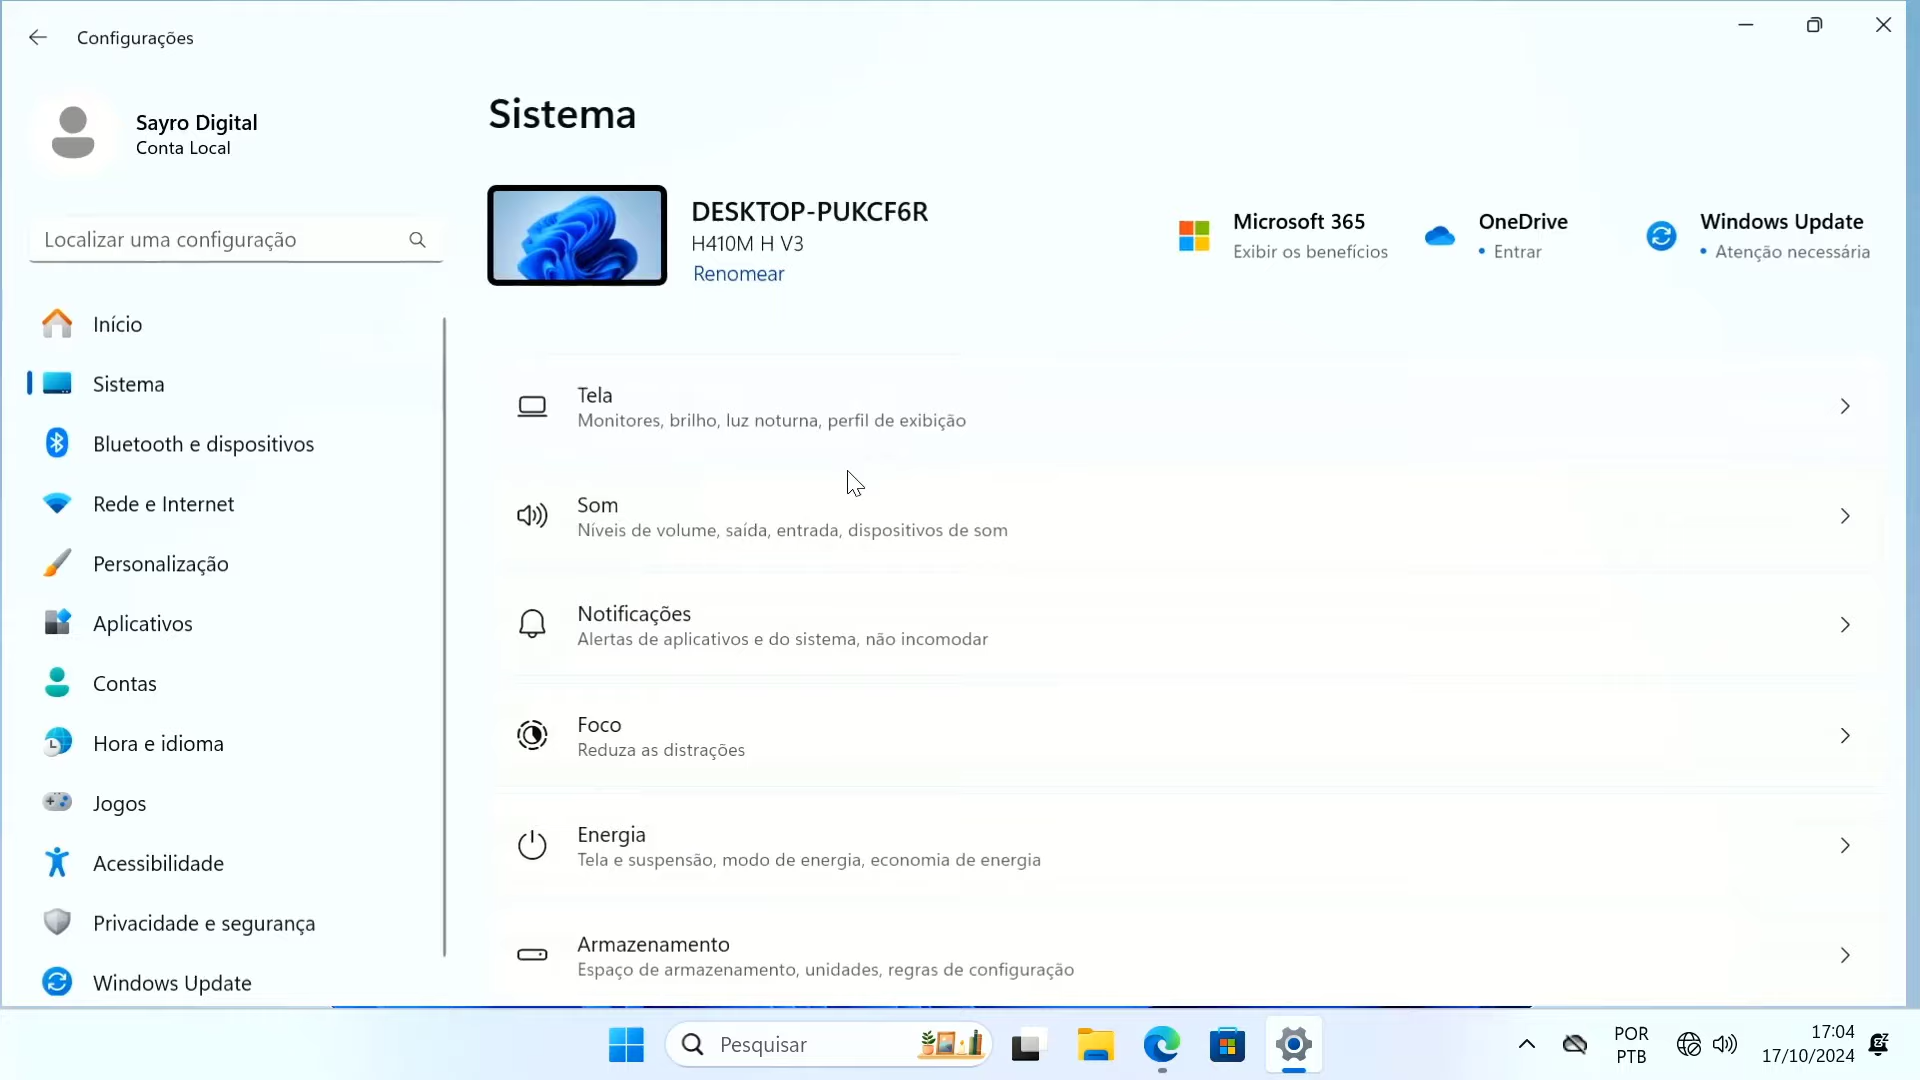 Configurações
Sayro Digital
Conta Local
Localizar uma configuração
Início
Sistema
Bluetooth e dispositivos
Rede e Internet
Personalização
Aplicativos
Contas
Hora e idioma
Jogos
Acessibilidade
Privacidade e segurança
Windows Update
Sistema
DESKTOP-PUKCF6R
H410M H V3
Renomear
Microsoft 365
Exibir os benefícios
OneDrive
• Entrar
Windows Update
• Atenção necessária
Tela
Monitores, brilho, luz noturna, perfil de exibição
Som
Níveis de volume, saída, entrada, dispositivos de som
Notificações
Alertas de aplicativos e do sistema, não incomodar
Foco
Reduza as distrações
Energia
Tela e suspensão, modo de energia, economia de energia
Armazenamento
Espaço de armazenamento, unidades, regras de configuração
Pesquisar
POR
PTB
17:04
17/10/2024